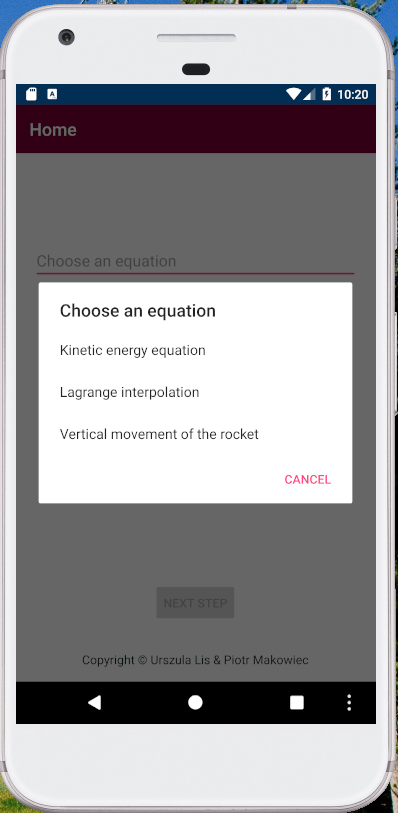 10:20
Home
Choose an equation
Choose an equation
Kinetic energy equation
Lagrange interpolation
Vertical movement of the rocket
CANCEL
NEXT STEP
Copyright © Urszula Lis & Piotr Makowiec